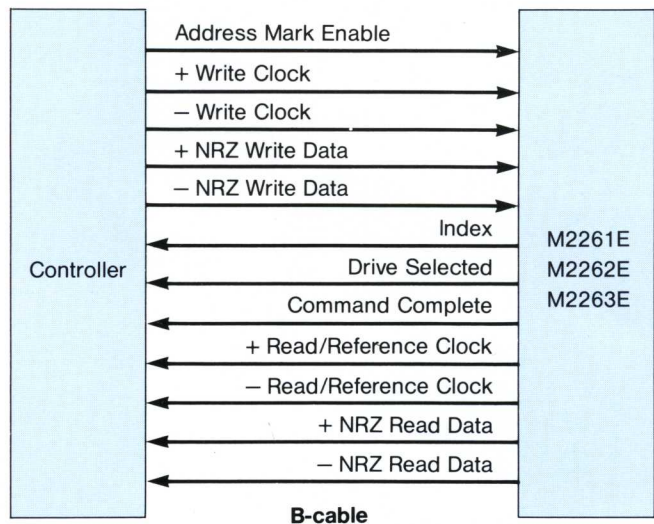 Address Mark Enable
+ Write Clock
− Write Clock
+ NRZ Write Data
− NRZ Write Data
Index
Drive Selected
Command Complete
+ Read/Reference Clock
− Read/Reference Clock
+ NRZ Read Data
− NRZ Read Data
Controller
M2261E
M2262E
M2263E
B-cable